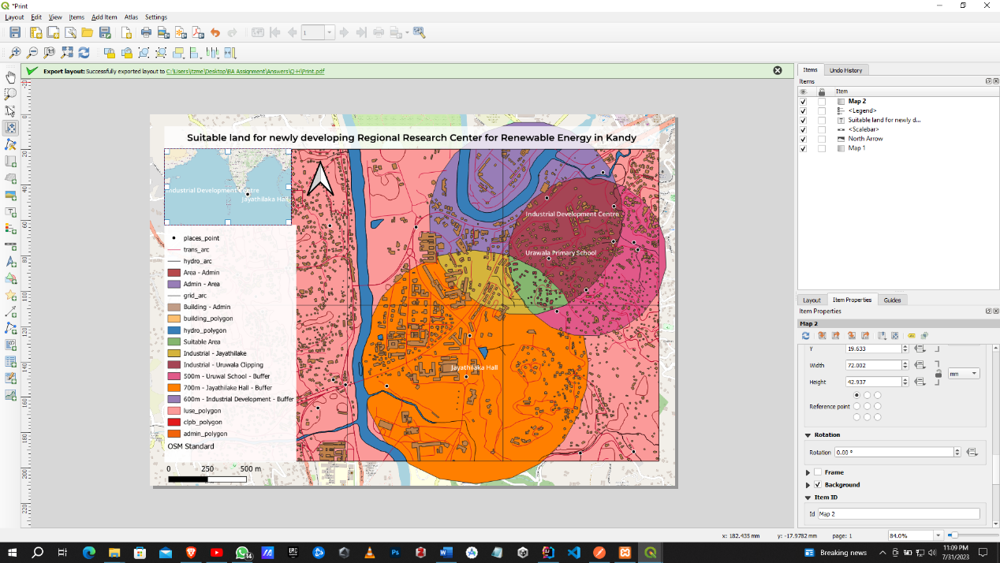 *Print
Layout Edit View Items Add Item Atlas Settings
1
Export layout: Successfully exported layout to C:\Users\itzme\Desktop\BA Assignment\Answers\Q-H\Print.pdf
Suitable land for newly developing Regional Research Center for Renewable Energy in Kandy
Industrial Development Centre
Jayathilaka Hall
Industrial Development Centre
Urawala Primary School
Jayathilaka Hall
places_point
trans_arc
hydro_arc
Area - Admin
Admin - Area
grid_arc
Building - Admin
building_polygon
hydro_polygon
Suitable Area
Industrial - Jayathilake
Industrial - Uruwala Clipping
500m - Uruwal School - Buffer
700m - Jayathilake Hall - Buffer
600m - Industrial Development - Buffer
luse_polygon
clpb_polygon
admin_polygon
OSM Standard
0 250 500 m
Items Undo History
Items
Item
Map 2
<Legend>
Suitable land for newly d...
<Scalebar>
North Arrow
Map 1
Layout Item Properties Guides
Item Properties
Map 2
Y 19.633
Width 72.002
Height 42.937
mm
Reference point
Rotation
Rotation 0.00 °
Frame
Background
Item ID
Id Map 2
x: 182.435 mm y: -17.9782 mm page: 1 84.0%
14
Breaking news
11:09 PM
7/31/2023